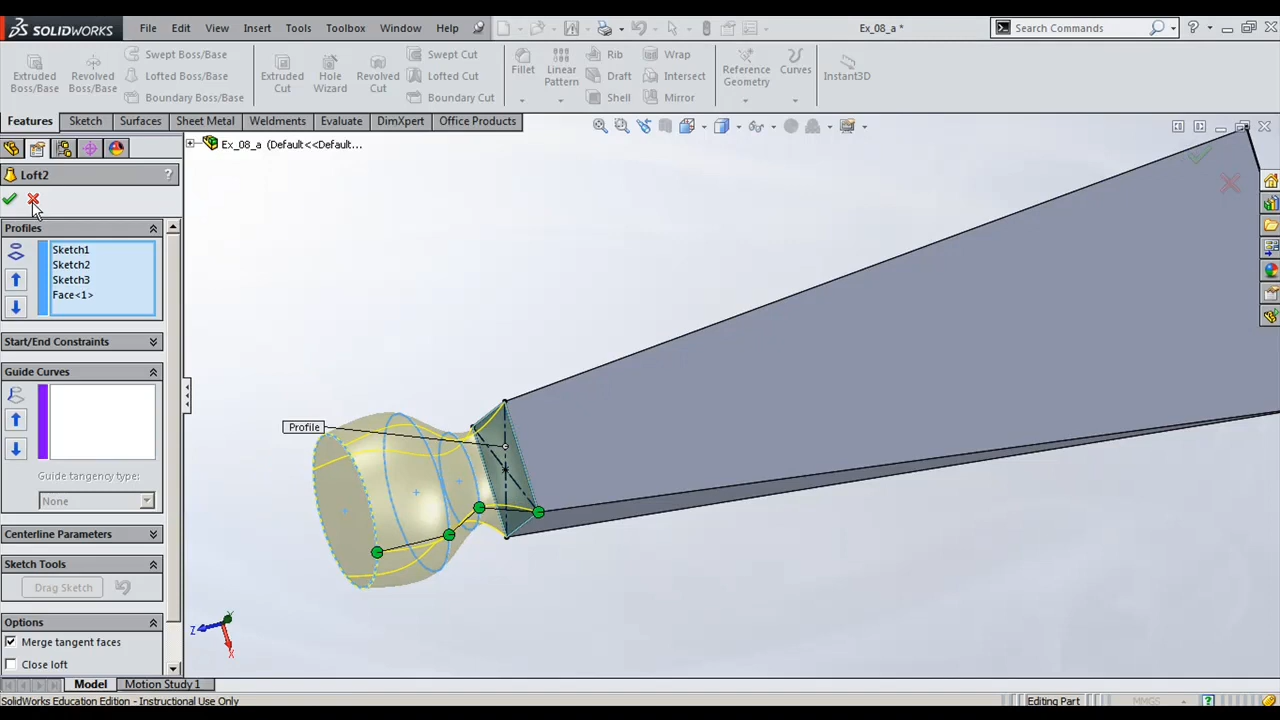 SOLIDWORKS File Edit View Insert Tools Toolbox Window Help Ex_08_a * Search Commands
Extruded Boss/Base Revolved Boss/Base Swept Boss/Base Lofted Boss/Base Boundary Boss/Base Extruded Cut Hole Wizard Revolved Cut Swept Cut Lofted Cut Boundary Cut Fillet Linear Pattern Rib Draft Shell Wrap Intersect Mirror Reference Geometry Curves Instant3D
Features Sketch Surfaces Sheet Metal Weldments Evaluate DimXpert Office Products
Ex_08_a (Default<<Default...
Loft2 ?
Profiles
Sketch1
Sketch2
Sketch3
Face<1>
Start/End Constraints
Guide Curves
Guide tangency type:
None
Centerline Parameters
Sketch Tools
Drag Sketch
Options
Merge tangent faces
Close loft
Profile
Y
Z
X
Model Motion Study 1
SolidWorks Education Edition - Instructional Use Only Editing Part MMGS